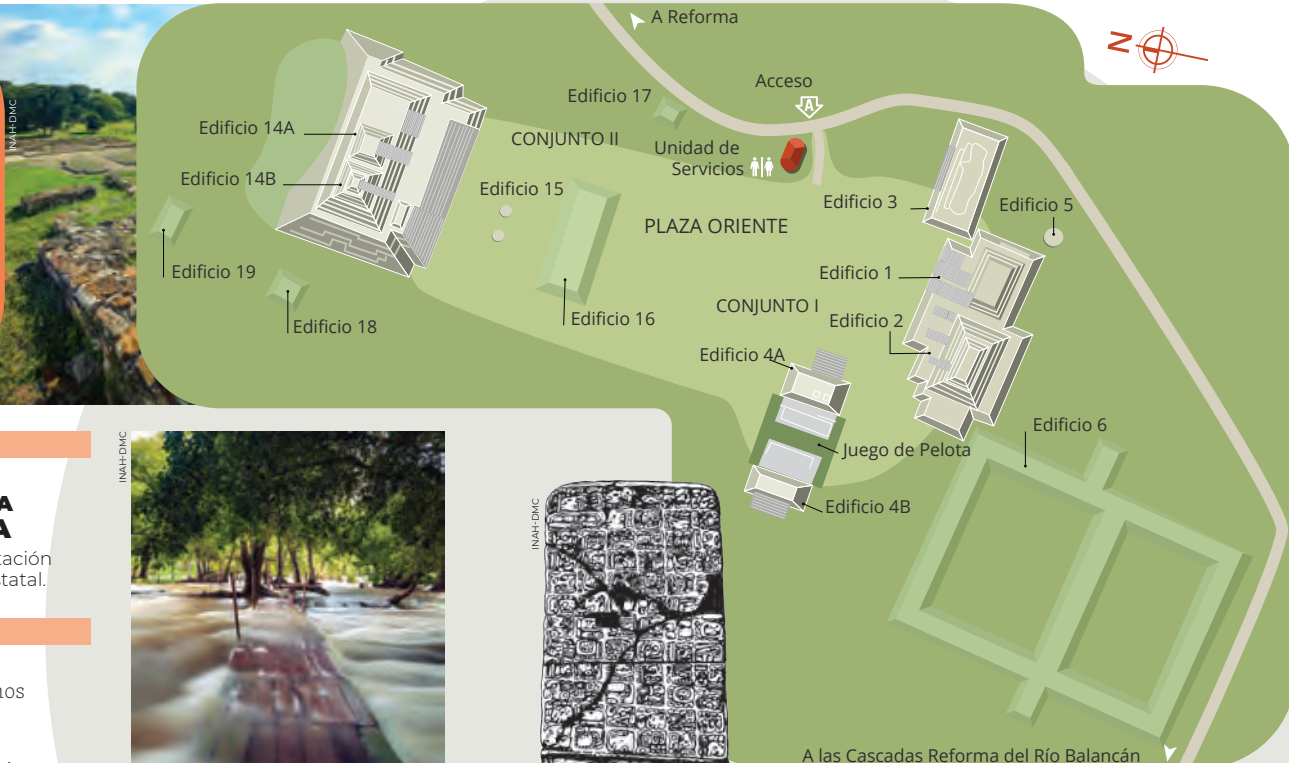 A Reforma
N
Acceso
A
Edificio 17
INAH-DMC
Edificio 14A
CONJUNTO II
Unidad de
Servicios
Edificio 14B
Edificio 15
Edificio 3
Edificio 5
PLAZA ORIENTE
Edificio 19
Edificio 1
CONJUNTO I
Edificio 16
Edificio 2
Edificio 18
Edificio 4A
Edificio 6
INAH-DMC
Juego de Pelota
A
A
INAH-DMC
Edificio 4B
tación
statal.
nos
A las Cascadas Reforma del Río Balancán